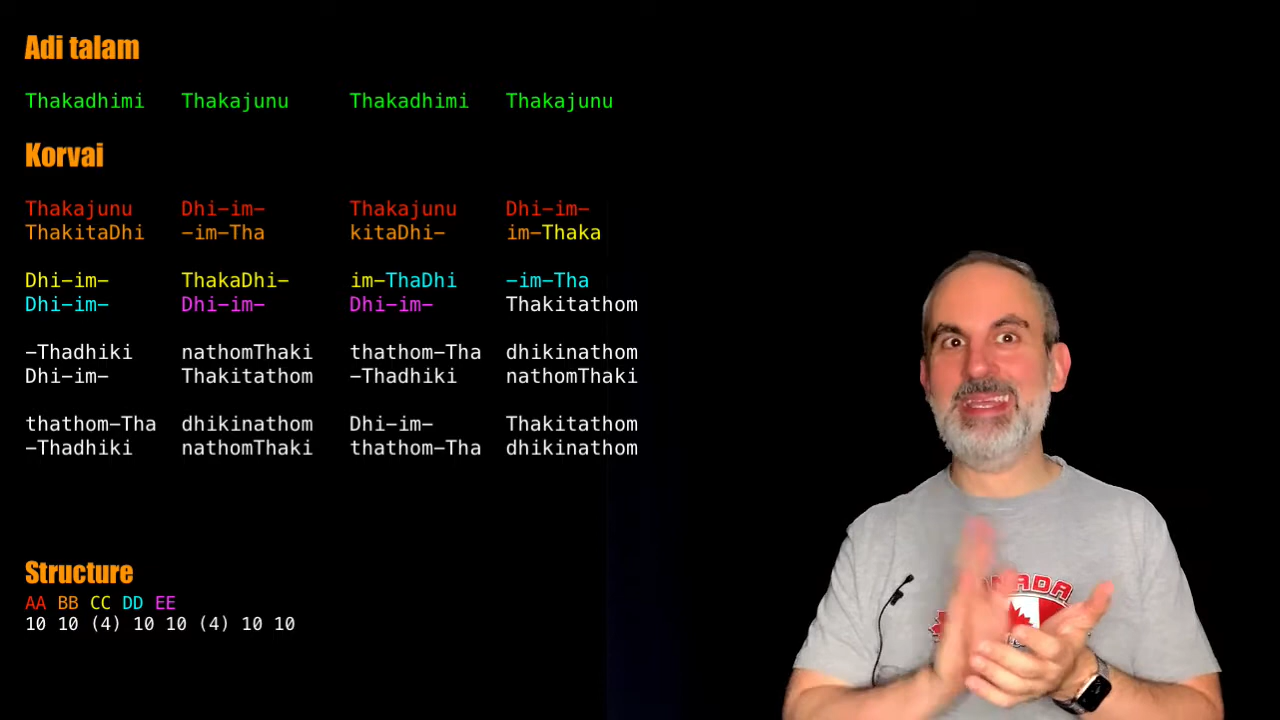 Adi talam
Thakadhimi Thakajunu Thakadhimi Thakajunu
Korvai
Thakajunu Dhi-im- Thakajunu Dhi-im-
ThakitaDhi -im-Tha kitaDhi- im-Thaka
Dhi-im- ThakaDhi- im-ThaDhi -im-Tha
Dhi-im- Dhi-im- Dhi-im- Thakitathom
-Thadhiki nathomThaki thathom-Tha dhikinathom
Dhi-im- Thakitathom -Thadhiki nathomThaki
thathom-Tha dhikinathom Dhi-im- Thakitathom
-Thadhiki nathomThaki thathom-Tha dhikinathom
Structure
AA BB CC DD EE
10 10 (4) 10 10 (4) 10 10